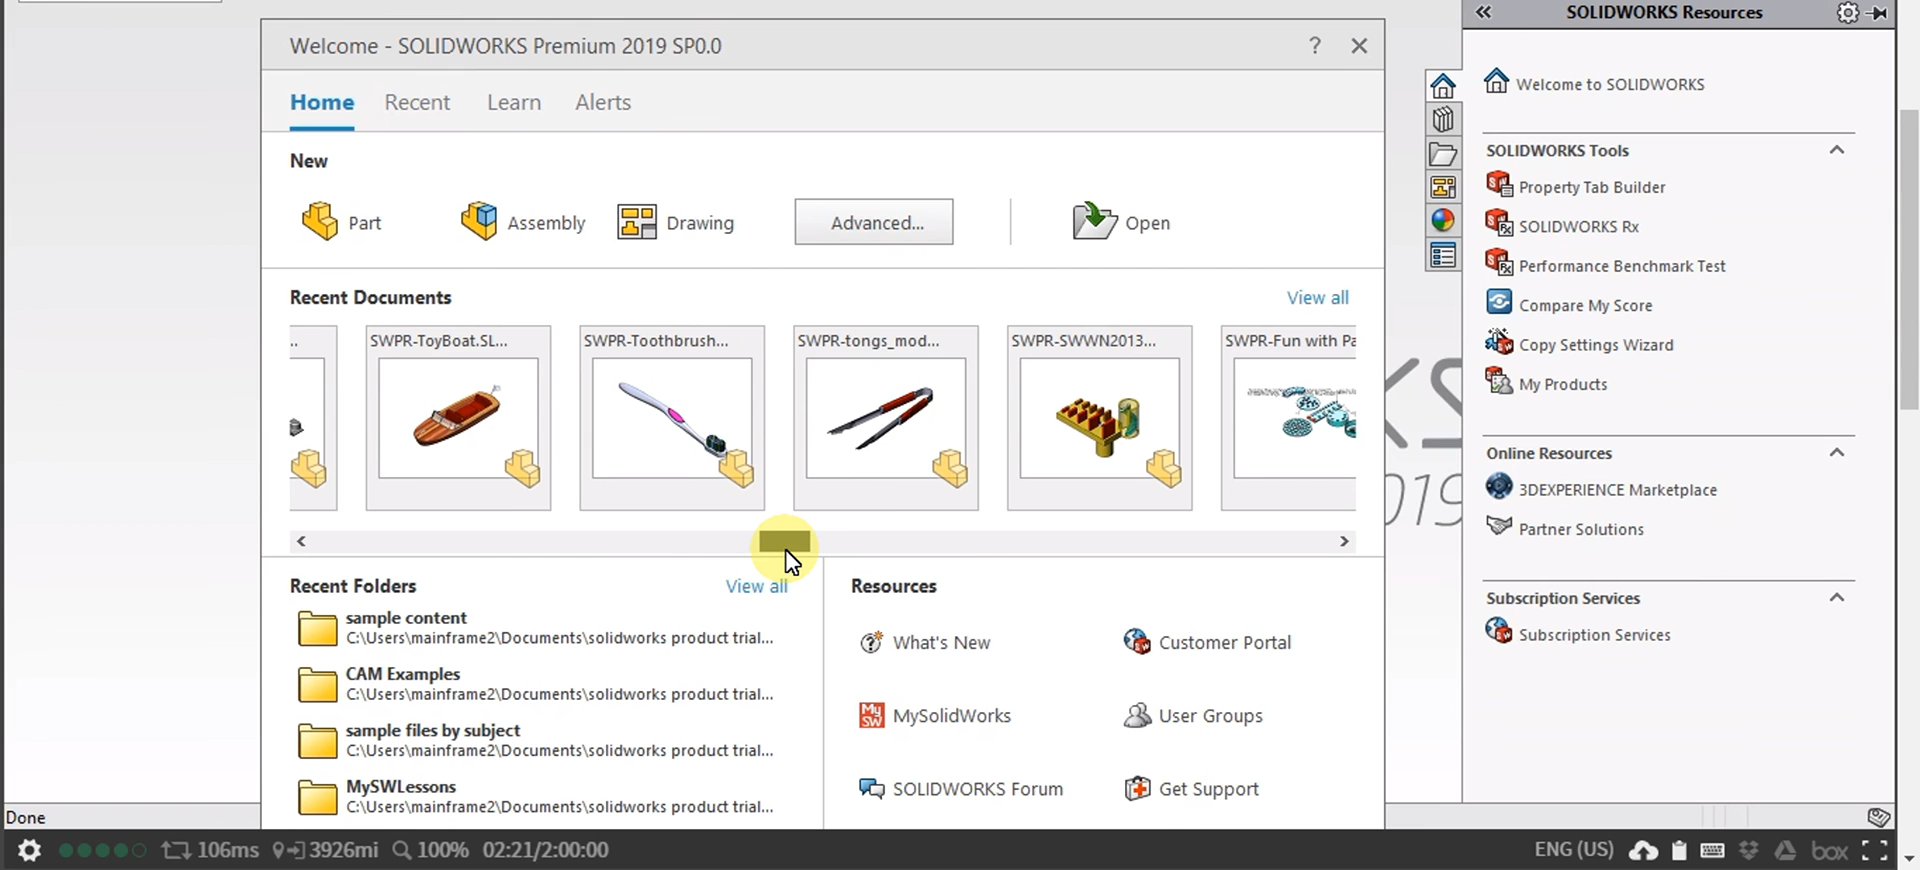 SOLIDWORKS Resources
Welcome - SOLIDWORKS Premium 2019 SP0.0
?
Home Recent Learn Alerts
Welcome to SOLIDWORKS
New
SOLIDWORKS Tools
Part Assembly Drawing Advanced... Open
Property Tab Builder
SOLIDWORKS Rx
Performance Benchmark Test
Recent Documents View all
Compare My Score
.. SWPR-ToyBoat.SL... SWPR-Toothbrush... SWPR-tongs_mod... SWPR-SWWN2013... SWPR-Fun with Pa
Copy Settings Wizard
My Products
KS
Online Resources
3DEXPERIENCE Marketplace
019
Partner Solutions
Recent Folders View all
Resources
Subscription Services
Subscription Services
sample content
C:\Users\mainframe2\Documents\solidworks product trial...
CAM Examples
C:\Users\mainframe2\Documents\solidworks product trial...
sample files by subject
C:\Users\mainframe2\Documents\solidworks product trial...
MySWLessons
C:\Users\mainframe2\Documents\solidworks product trial...
What's New Customer Portal
My SW MySolidWorks User Groups
SOLIDWORKS Forum Get Support
Done
106ms 3926mi 100% 02:21/2:00:00 ENG (US) box